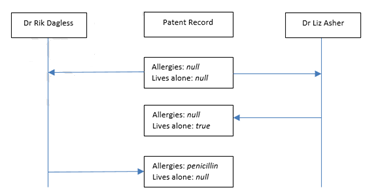 Dr Rik Dagless
Patent Record
Dr Liz Asher
Allergies: null
Lives alone: null
Allergies: null
Lives alone: true
Allergies: penicillin
Lives alone: null